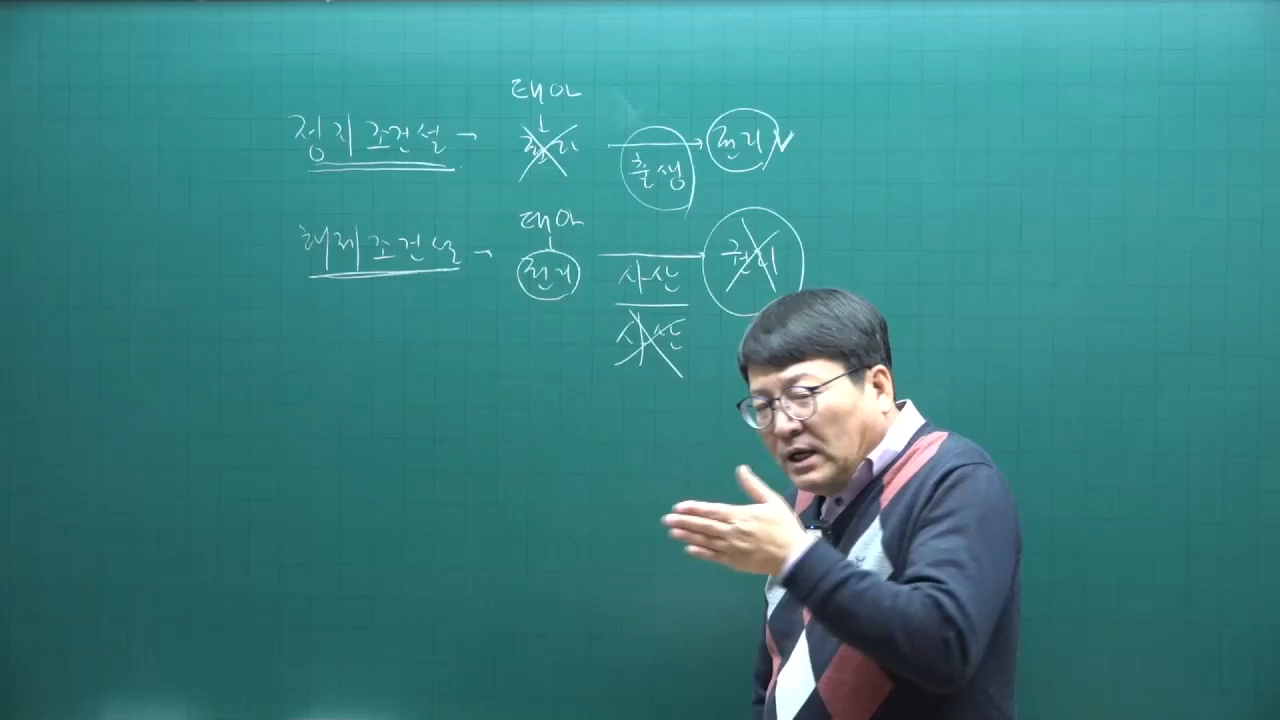 태아
정지조건설 - 권리 출생 권리
태아
해제조건설 - 권리 사산 권리
사산